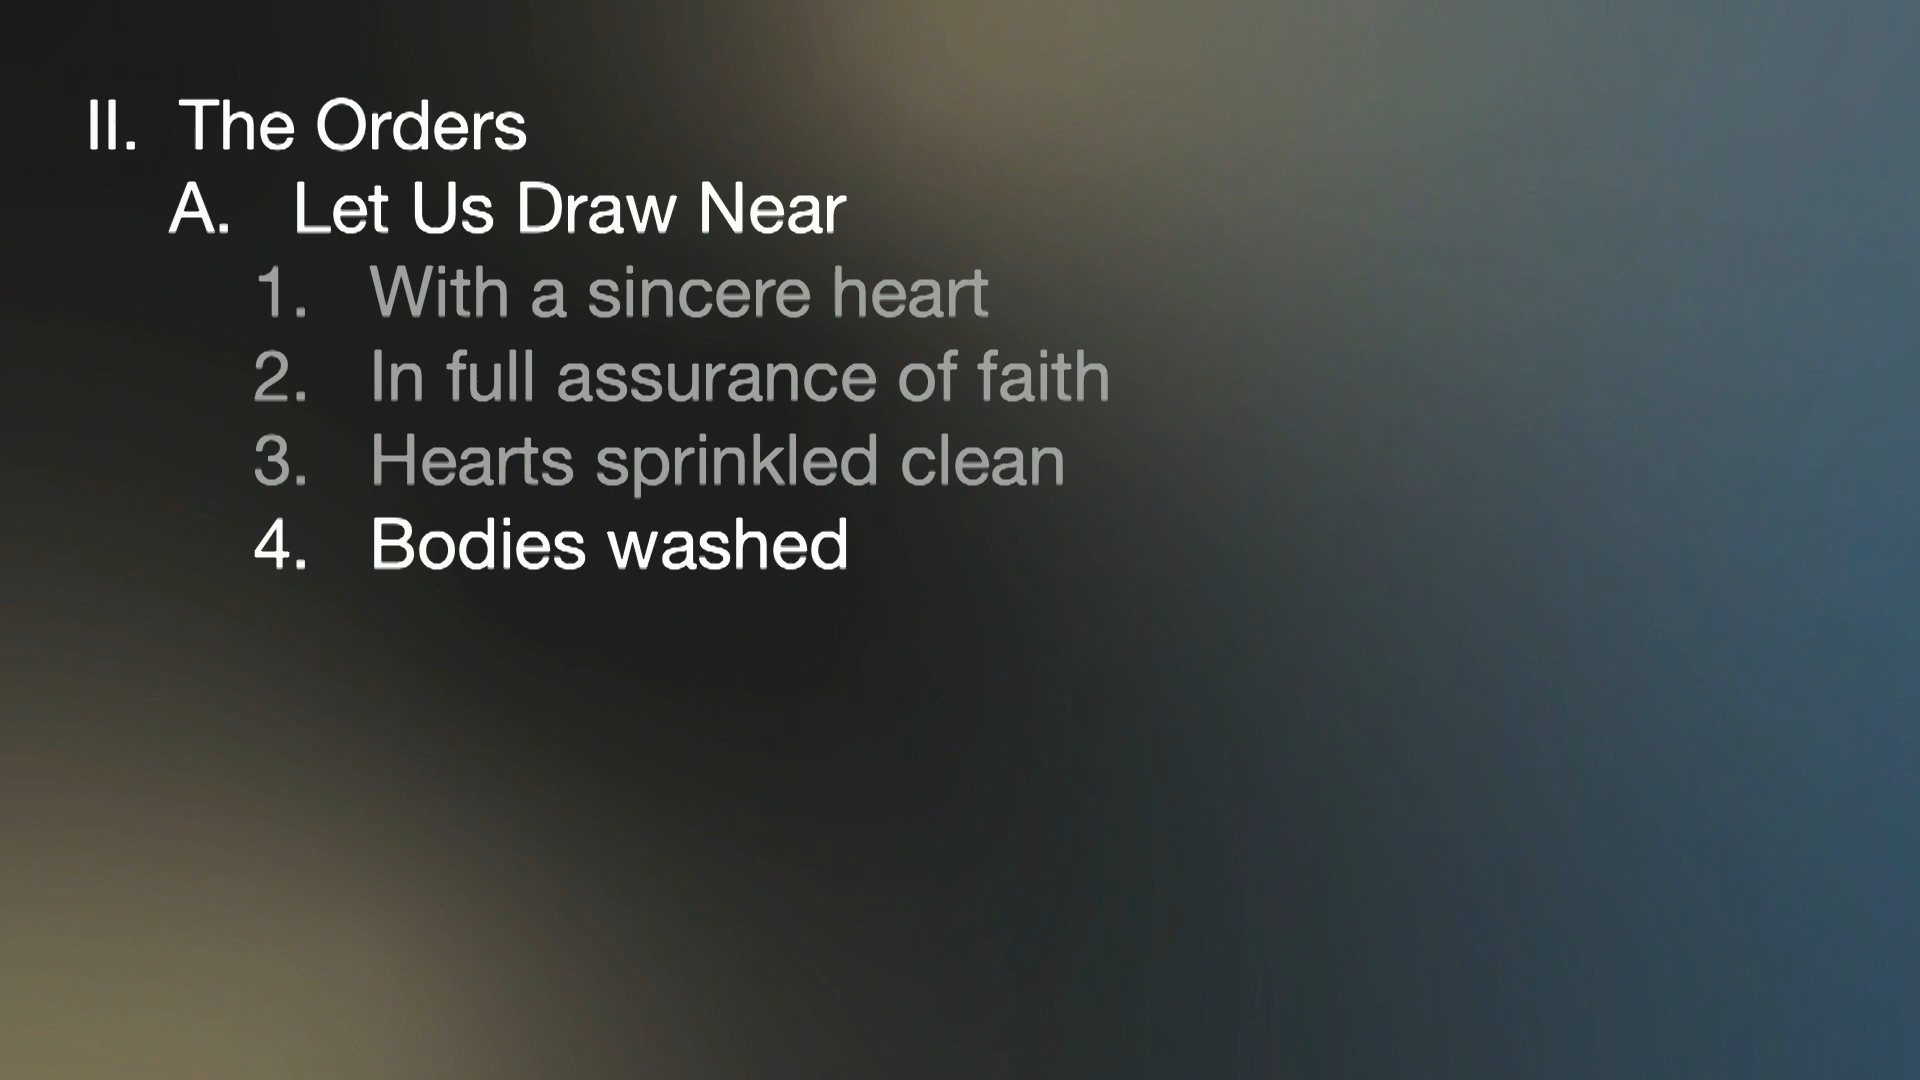 II. The Orders
A. Let Us Draw Near
1. With a sincere heart
2. In full assurance of faith
3. Hearts sprinkled clean
4. Bodies washed